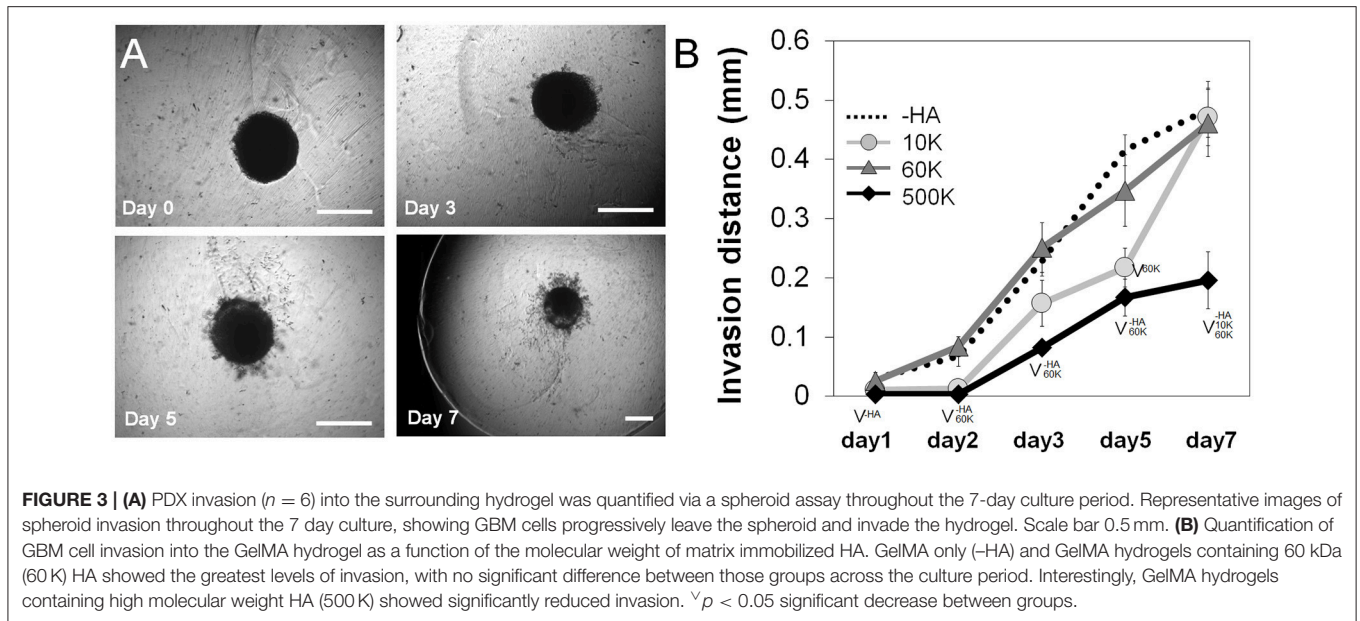 A
Day 0
Day 3
Day 5
Day 7
B
Invasion distance (mm)
0.6
0.5
0.4
0.3
0.2
0.1
0
-HA
10K
60K
500K
V-HA
V-HA
60K
V-HA
60K
V60K
V-HA
60K
V-HA
10K
60K
day1 day2 day3 day5 day7
FIGURE 3 | (A) PDX invasion (n = 6) into the surrounding hydrogel was quantified via a spheroid assay throughout the 7-day culture period. Representative images of
spheroid invasion throughout the 7 day culture, showing GBM cells progressively leave the spheroid and invade the hydrogel. Scale bar 0.5 mm. (B) Quantification of
GBM cell invasion into the GelMA hydrogel as a function of the molecular weight of matrix immobilized HA. GelMA only (–HA) and GelMA hydrogels containing 60 kDa
(60 K) HA showed the greatest levels of invasion, with no significant difference between those groups across the culture period. Interestingly, GelMA hydrogels
containing high molecular weight HA (500 K) showed significantly reduced invasion. ∨p < 0.05 significant decrease between groups.